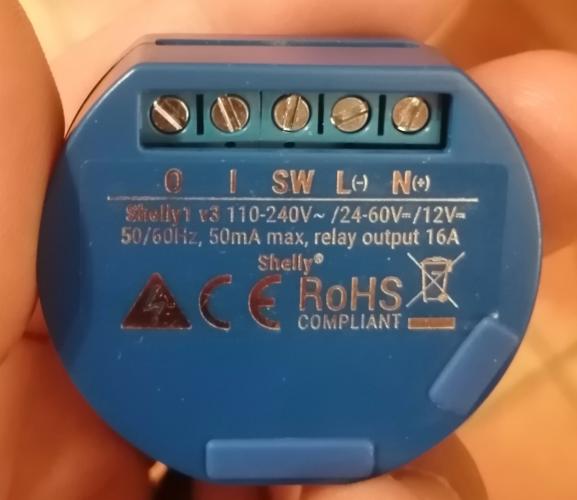 O I SW L(-) N(+)
Shelly1 v3 110-240V~ /24-60V⎓/12V⎓
50/60Hz, 50mA max, relay output 16A
Shelly®
CE RoHS
COMPLIANT